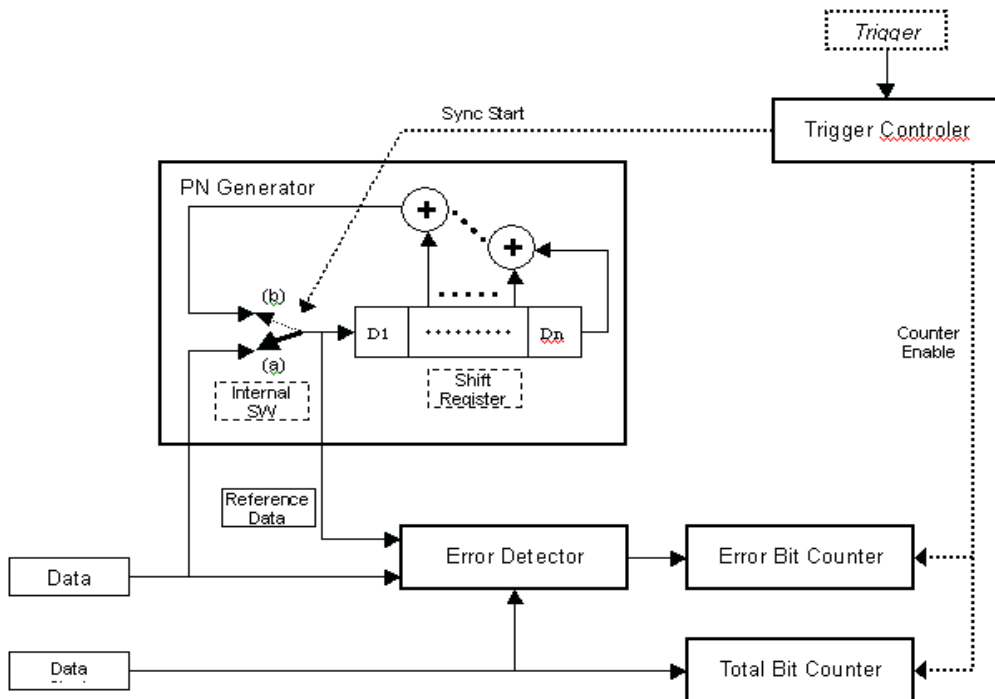 Trigger
Sync Start
Trigger Controler
PN Generator
(b)
D1
Dn
(a)
Internal
SW
Shift
Register
Counter
Enable
Reference
Data
Error Detector
Error Bit Counter
Data
Data
Total Bit Counter